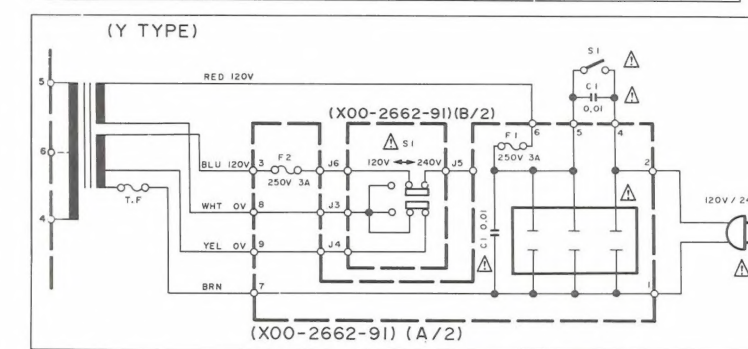 (Y TYPE)
S1
C1
0.01
5
RED 120V
(X00-2662-91)(B/2)
6
5
4
S1
120V ↔ 240V
F1
250V 3A
6
BLU 120V
3
F2
250V 3A
J6
J5
2
T.F
WHT 0V
8
J3
C1 0.01
4
YEL 0V
9
J4
BRN
7
1
(X00-2662-91) (A/2)